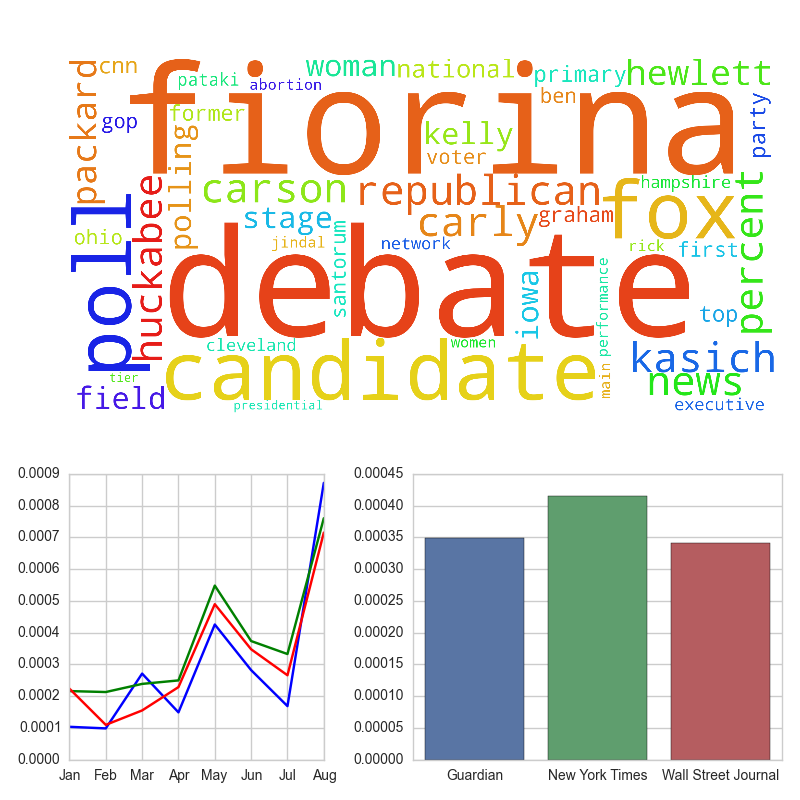 fiorina
debate
candidate
fox
poll
republican
carson
carly
kasich
hewlett
packard
huckabee
percent
news
field
kelly
woman
national
primary
cnn
pataki
abortion
gop
former
polling
ben
voter
party
hampshire
stage
graham
ohio
jindal
santorum
network
rick
first
iowa
performance
top
cleveland
women
tier
main
presidential
executive
0.0009
0.0008
0.0007
0.0006
0.0005
0.0004
0.0003
0.0002
0.0001
0.0000
Jan Feb Mar Apr May Jun Jul Aug
0.00045
0.00040
0.00035
0.00030
0.00025
0.00020
0.00015
0.00010
0.00005
0.00000
Guardian New York Times Wall Street Journal